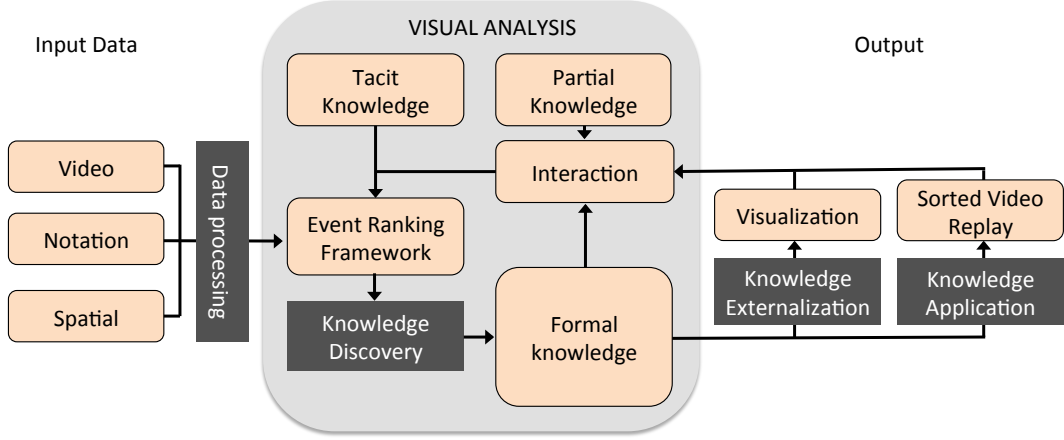 Input Data
VISUAL ANALYSIS
Output
Tacit
Knowledge
Partial
Knowledge
Video
Notation
Spatial
Data processing
Interaction
Event Ranking
Framework
Knowledge
Discovery
Formal
knowledge
Visualization
Sorted Video
Replay
Knowledge
Externalization
Knowledge
Application